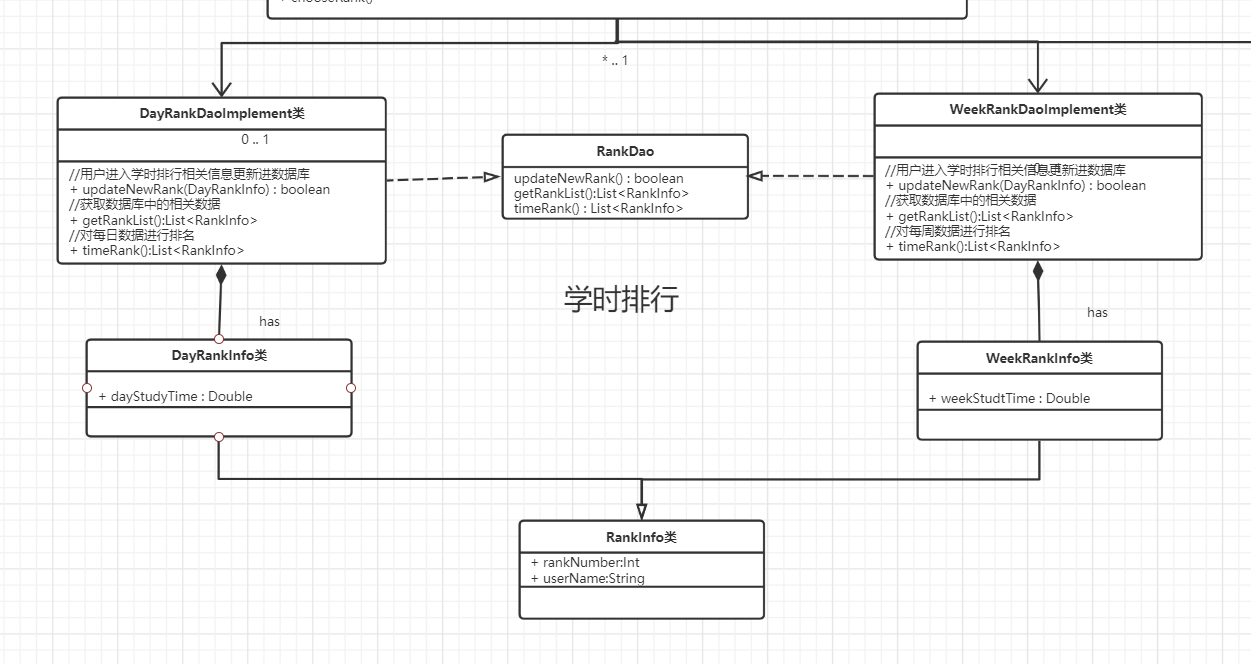 + chooseRank()
* .. 1
DayRankDaoImplement类
0 .. 1
//用户进入学时排行相关信息更新进数据库
+ updateNewRank(DayRankInfo) : boolean
//获取数据库中的相关数据
+ getRankList():List<RankInfo>
//对每日数据进行排名
+ timeRank():List<RankInfo>
RankDao
updateNewRank() : boolean
getRankList():List<RankInfo>
timeRank() : List<RankInfo>
WeekRankDaoImplement类
//用户进入学时排行相关信息更新进数据库
+ updateNewRank(DayRankInfo) : boolean
//获取数据库中的相关数据
+ getRankList():List<RankInfo>
//对每周数据进行排名
+ timeRank():List<RankInfo>
学时排行
has
has
DayRankInfo类
+ dayStudyTime : Double
WeekRankInfo类
+ weekStudtTime : Double
RankInfo类
+ rankNumber:Int
+ userName:String